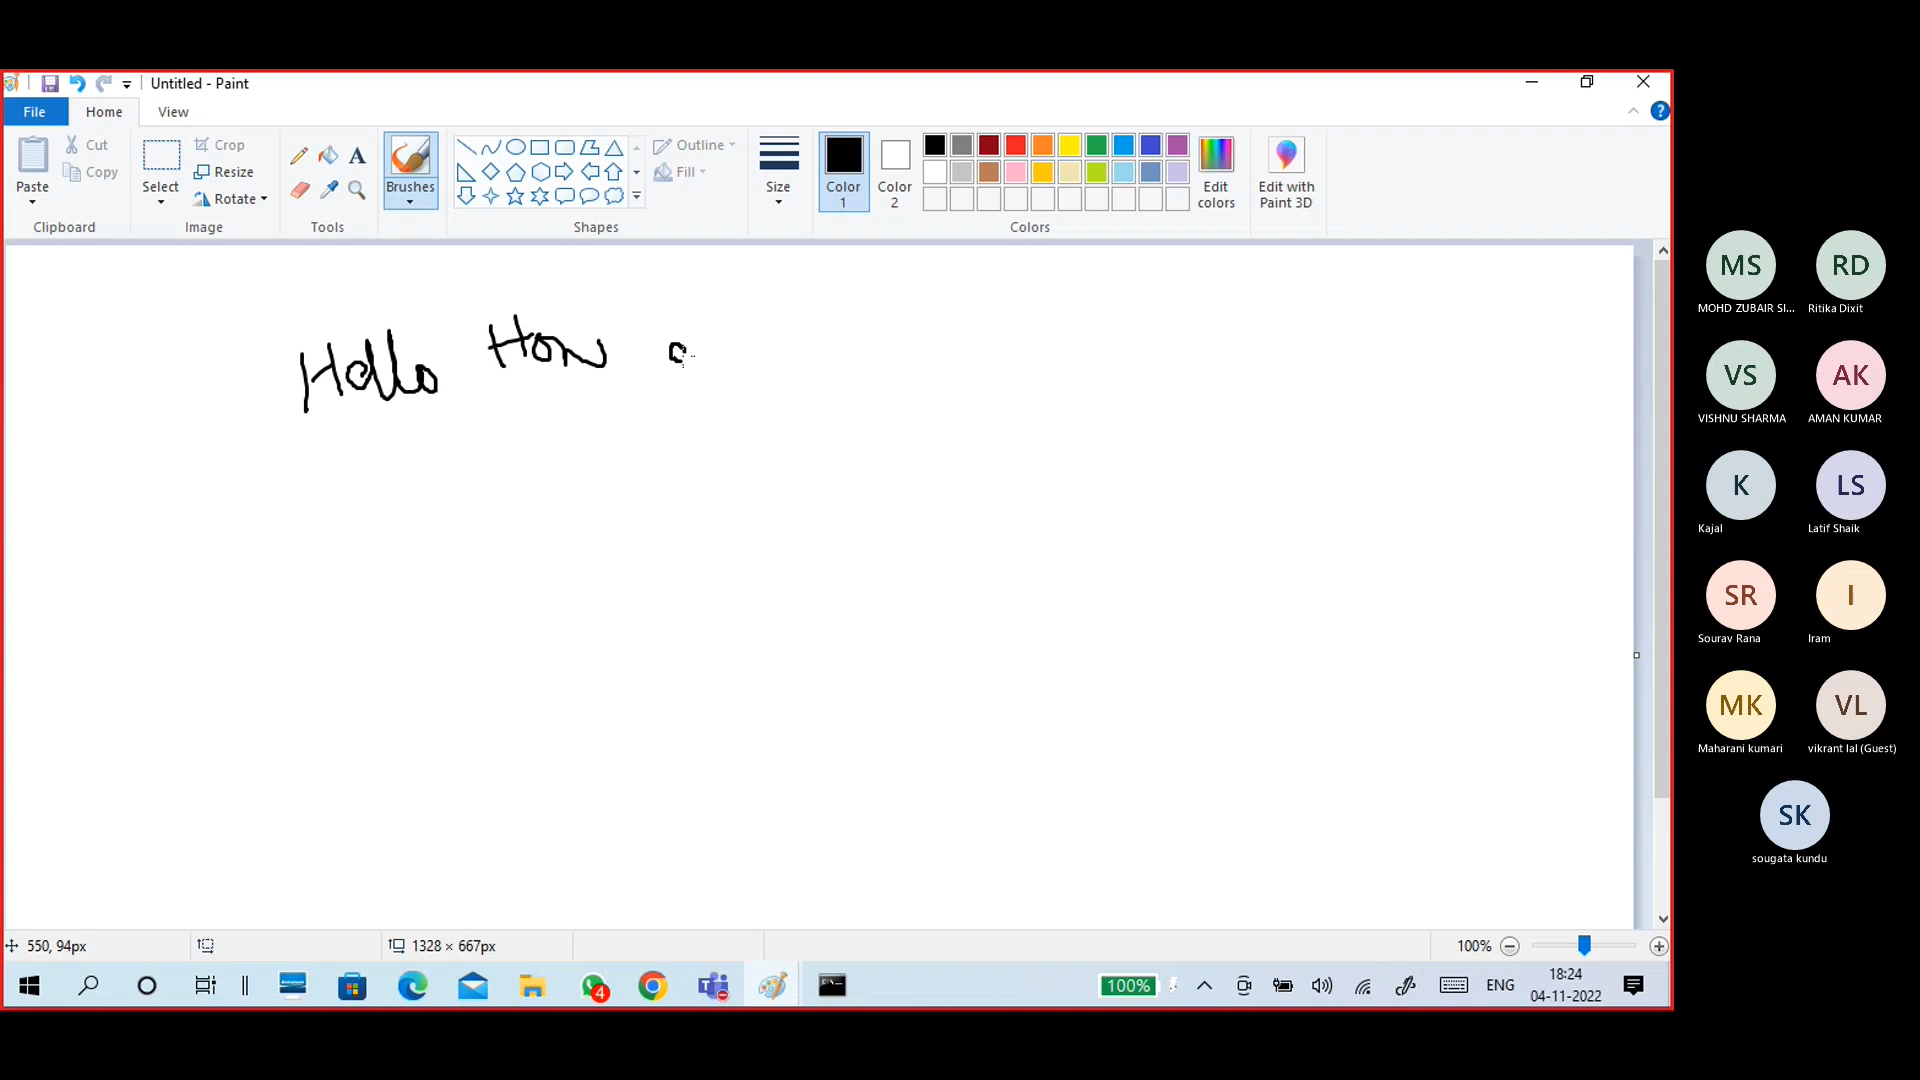 Untitled - Paint
File Home View
Cut
Copy
Paste
Clipboard
Select
Crop
Resize
Rotate
Image
A
Tools
Brushes
Outline
Fill
Shapes
Size
Color 1
Color 2
Edit colors
Colors
Edit with Paint 3D
?
Hello How
MS RD
MOHD ZUBAIR SI... Ritika Dixit
VS AK
VISHNU SHARMA AMAN KUMAR
K LS
Kajal Latif Shaik
SR I
Sourav Rana Iram
MK VL
Maharani kumari vikrant lal (Guest)
SK
sougata kundu
550, 94px 1328 × 667px 100%
4 100% ENG 18:24
04-11-2022